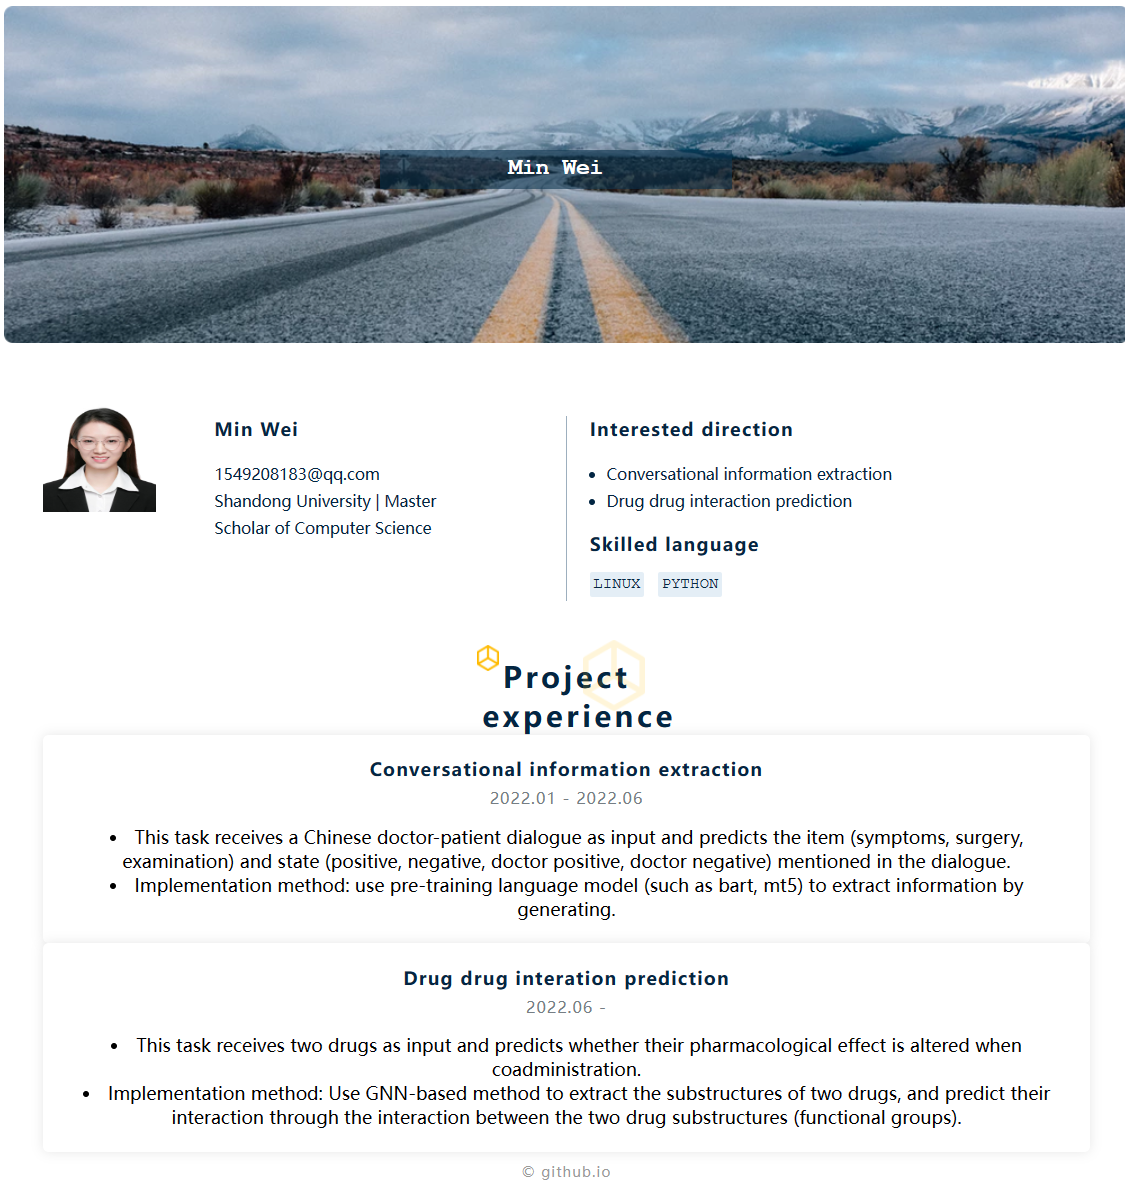 Min Wei
Min Wei
1549208183@qq.com
Shandong University | Master
Scholar of Computer Science
Interested direction
• Conversational information extraction
• Drug drug interaction prediction
Skilled language
LINUX PYTHON
Project
experience
Conversational information extraction
2022.01 - 2022.06
• This task receives a Chinese doctor-patient dialogue as input and predicts the item (symptoms, surgery,
examination) and state (positive, negative, doctor positive, doctor negative) mentioned in the dialogue.
• Implementation method: use pre-training language model (such as bart, mt5) to extract information by
generating.
Drug drug interation prediction
2022.06 -
• This task receives two drugs as input and predicts whether their pharmacological effect is altered when
coadministration.
• Implementation method: Use GNN-based method to extract the substructures of two drugs, and predict their
interaction through the interaction between the two drug substructures (functional groups).
© github.io